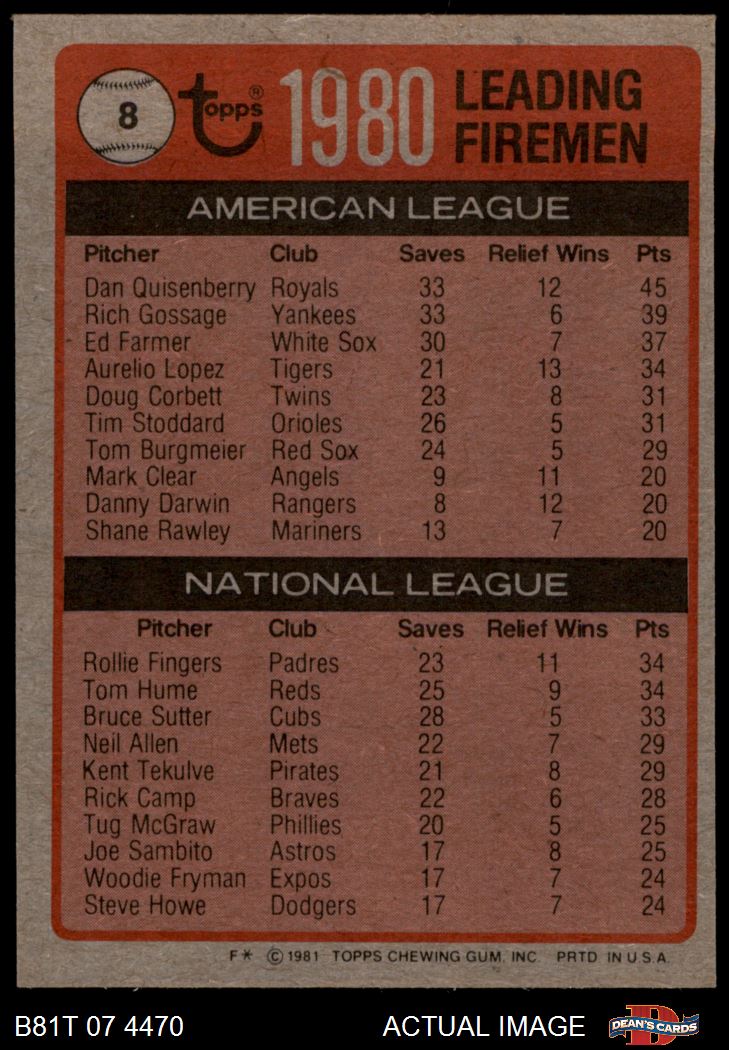 8 Topps® 1980 LEADING FIREMEN
AMERICAN LEAGUE
Pitcher Club Saves Relief Wins Pts
Dan Quisenberry Royals 33 12 45
Rich Gossage Yankees 33 6 39
Ed Farmer White Sox 30 7 37
Aurelio Lopez Tigers 21 13 34
Doug Corbett Twins 23 8 31
Tim Stoddard Orioles 26 5 31
Tom Burgmeier Red Sox 24 5 29
Mark Clear Angels 9 11 20
Danny Darwin Rangers 8 12 20
Shane Rawley Mariners 13 7 20
NATIONAL LEAGUE
Pitcher Club Saves Relief Wins Pts
Rollie Fingers Padres 23 11 34
Tom Hume Reds 25 9 34
Bruce Sutter Cubs 28 5 33
Neil Allen Mets 22 7 29
Kent Tekulve Pirates 21 8 29
Rick Camp Braves 22 6 28
Tug McGraw Phillies 20 5 25
Joe Sambito Astros 17 8 25
Woodie Fryman Expos 17 7 24
Steve Howe Dodgers 17 7 24
F* © 1981 TOPPS CHEWING GUM, INC. PRTD IN U.S.A.
B81T 07 4470 ACTUAL IMAGE D DEAN'S CARDS